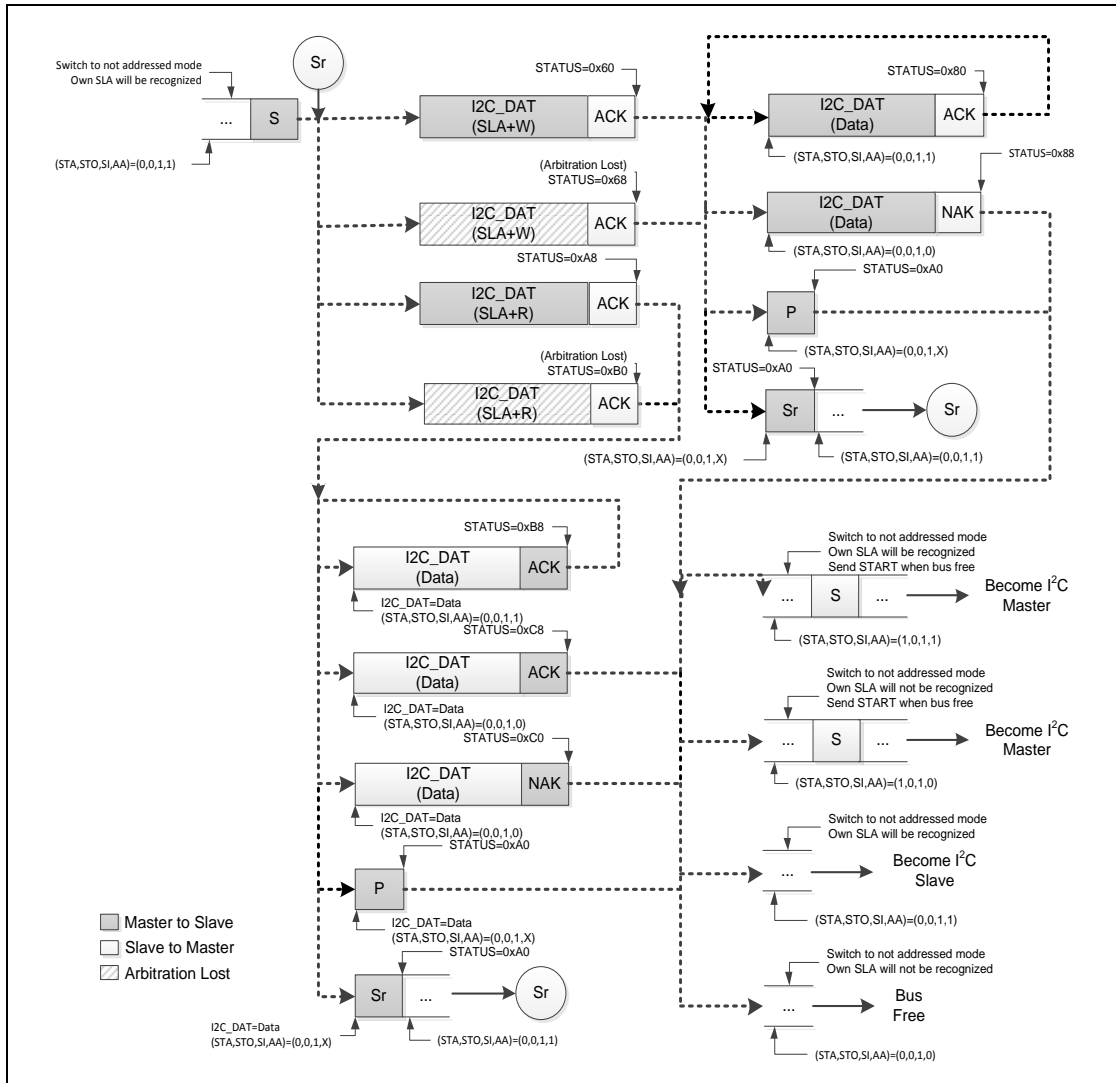 Switch to not addressed mode
Own SLA will be recognized
Sr
...
S
(STA,STO,SI,AA)=(0,0,1,1)
STATUS=0x60
I2C_DAT
(SLA+W)
ACK
(Arbitration Lost)
STATUS=0x68
I2C_DAT
(SLA+W)
ACK
STATUS=0xA8
I2C_DAT
(SLA+R)
ACK
(Arbitration Lost)
STATUS=0xB0
I2C_DAT
(SLA+R)
ACK
STATUS=0x80
I2C_DAT
(Data)
ACK
(STA,STO,SI,AA)=(0,0,1,1)
STATUS=0x88
I2C_DAT
(Data)
NAK
(STA,STO,SI,AA)=(0,0,1,0)
STATUS=0xA0
P
(STA,STO,SI,AA)=(0,0,1,X)
STATUS=0xA0
Sr
...
Sr
(STA,STO,SI,AA)=(0,0,1,X)
(STA,STO,SI,AA)=(0,0,1,1)
STATUS=0xB8
I2C_DAT
(Data)
ACK
I2C_DAT=Data
(STA,STO,SI,AA)=(0,0,1,1)
STATUS=0xC8
I2C_DAT
(Data)
ACK
I2C_DAT=Data
(STA,STO,SI,AA)=(0,0,1,0)
STATUS=0xC0
I2C_DAT
(Data)
NAK
I2C_DAT=Data
(STA,STO,SI,AA)=(0,0,1,0)
STATUS=0xA0
P
I2C_DAT=Data
(STA,STO,SI,AA)=(0,0,1,X)
STATUS=0xA0
Sr
...
Sr
I2C_DAT=Data
(STA,STO,SI,AA)=(0,0,1,X)
(STA,STO,SI,AA)=(0,0,1,1)
Switch to not addressed mode
Own SLA will be recognized
Send START when bus free
...
S
...
Become I²C
Master
(STA,STO,SI,AA)=(1,0,1,1)
Switch to not addressed mode
Own SLA will not be recognized
Send START when bus free
...
S
...
Become I²C
Master
(STA,STO,SI,AA)=(1,0,1,0)
Switch to not addressed mode
Own SLA will be recognized
...
Become I²C
Slave
(STA,STO,SI,AA)=(0,0,1,1)
Switch to not addressed mode
Own SLA will not be recognized
...
Bus
Free
(STA,STO,SI,AA)=(0,0,1,0)
Master to Slave
Slave to Master
Arbitration Lost